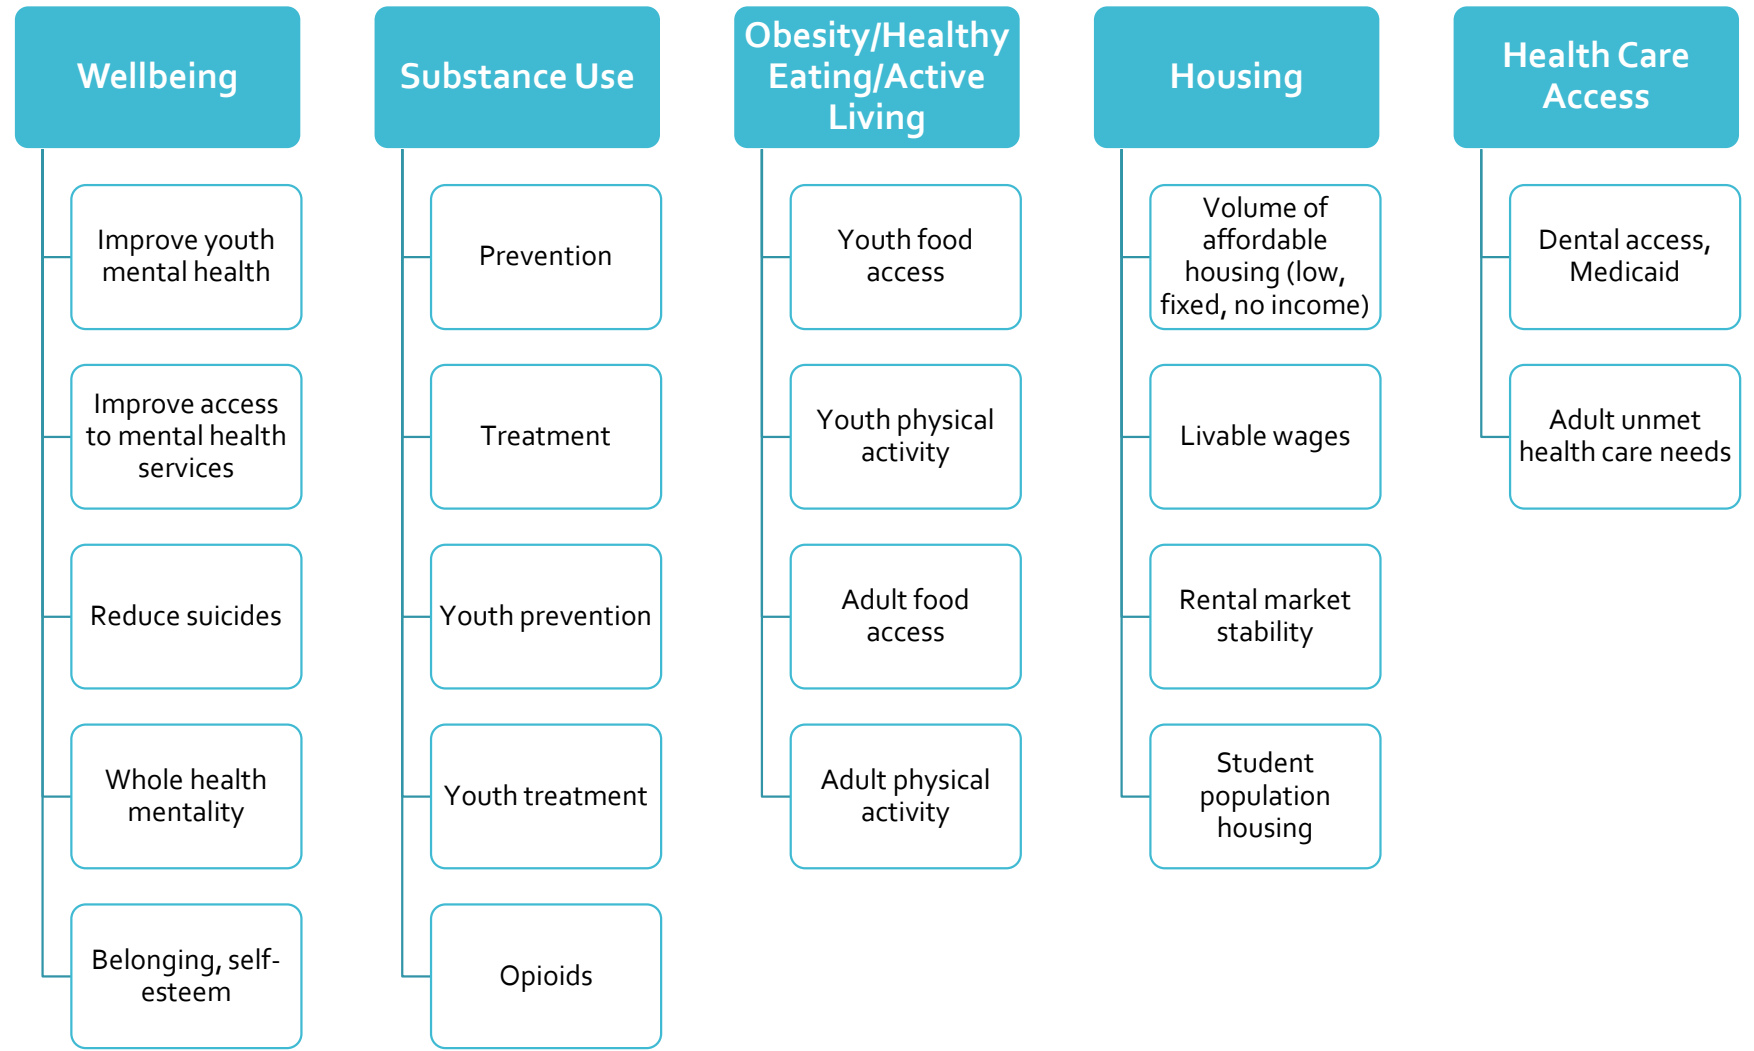 Wellbeing
Improve youth
mental health
Improve access
to mental health
services
Reduce suicides
Whole health
mentality
Belonging, self-
esteem
Substance Use
Prevention
Treatment
Youth prevention
Youth treatment
Opioids
Obesity/Healthy
Eating/Active
Living
Youth food
access
Youth physical
activity
Adult food
access
Adult physical
activity
Housing
Volume of
affordable
housing (low,
fixed, no income)
Livable wages
Rental market
stability
Student
population
housing
Health Care
Access
Dental access,
Medicaid
Adult unmet
health care needs